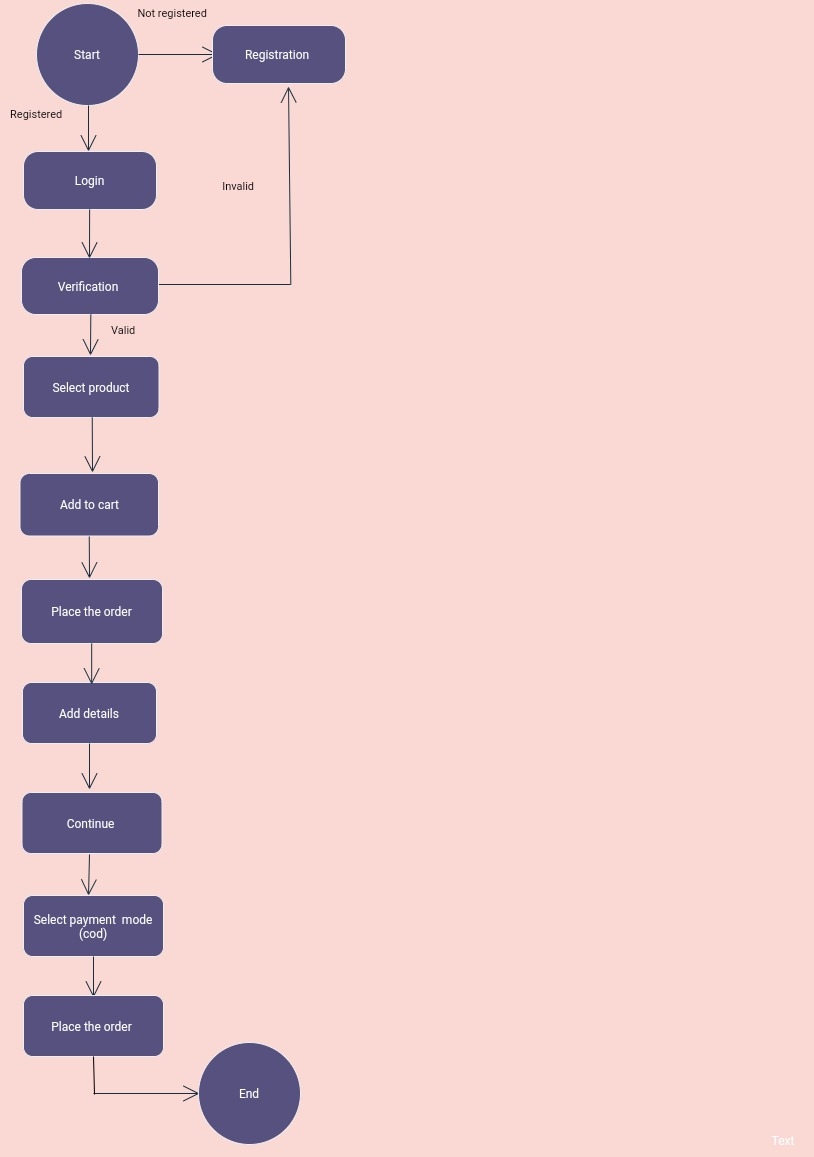 Not registered
Start
Registration
Registered
Login
Invalid
Verification
Valid
Select product
Add to cart
Place the order
Add details
Continue
Select payment  mode
(cod)
Place the order
End
Text